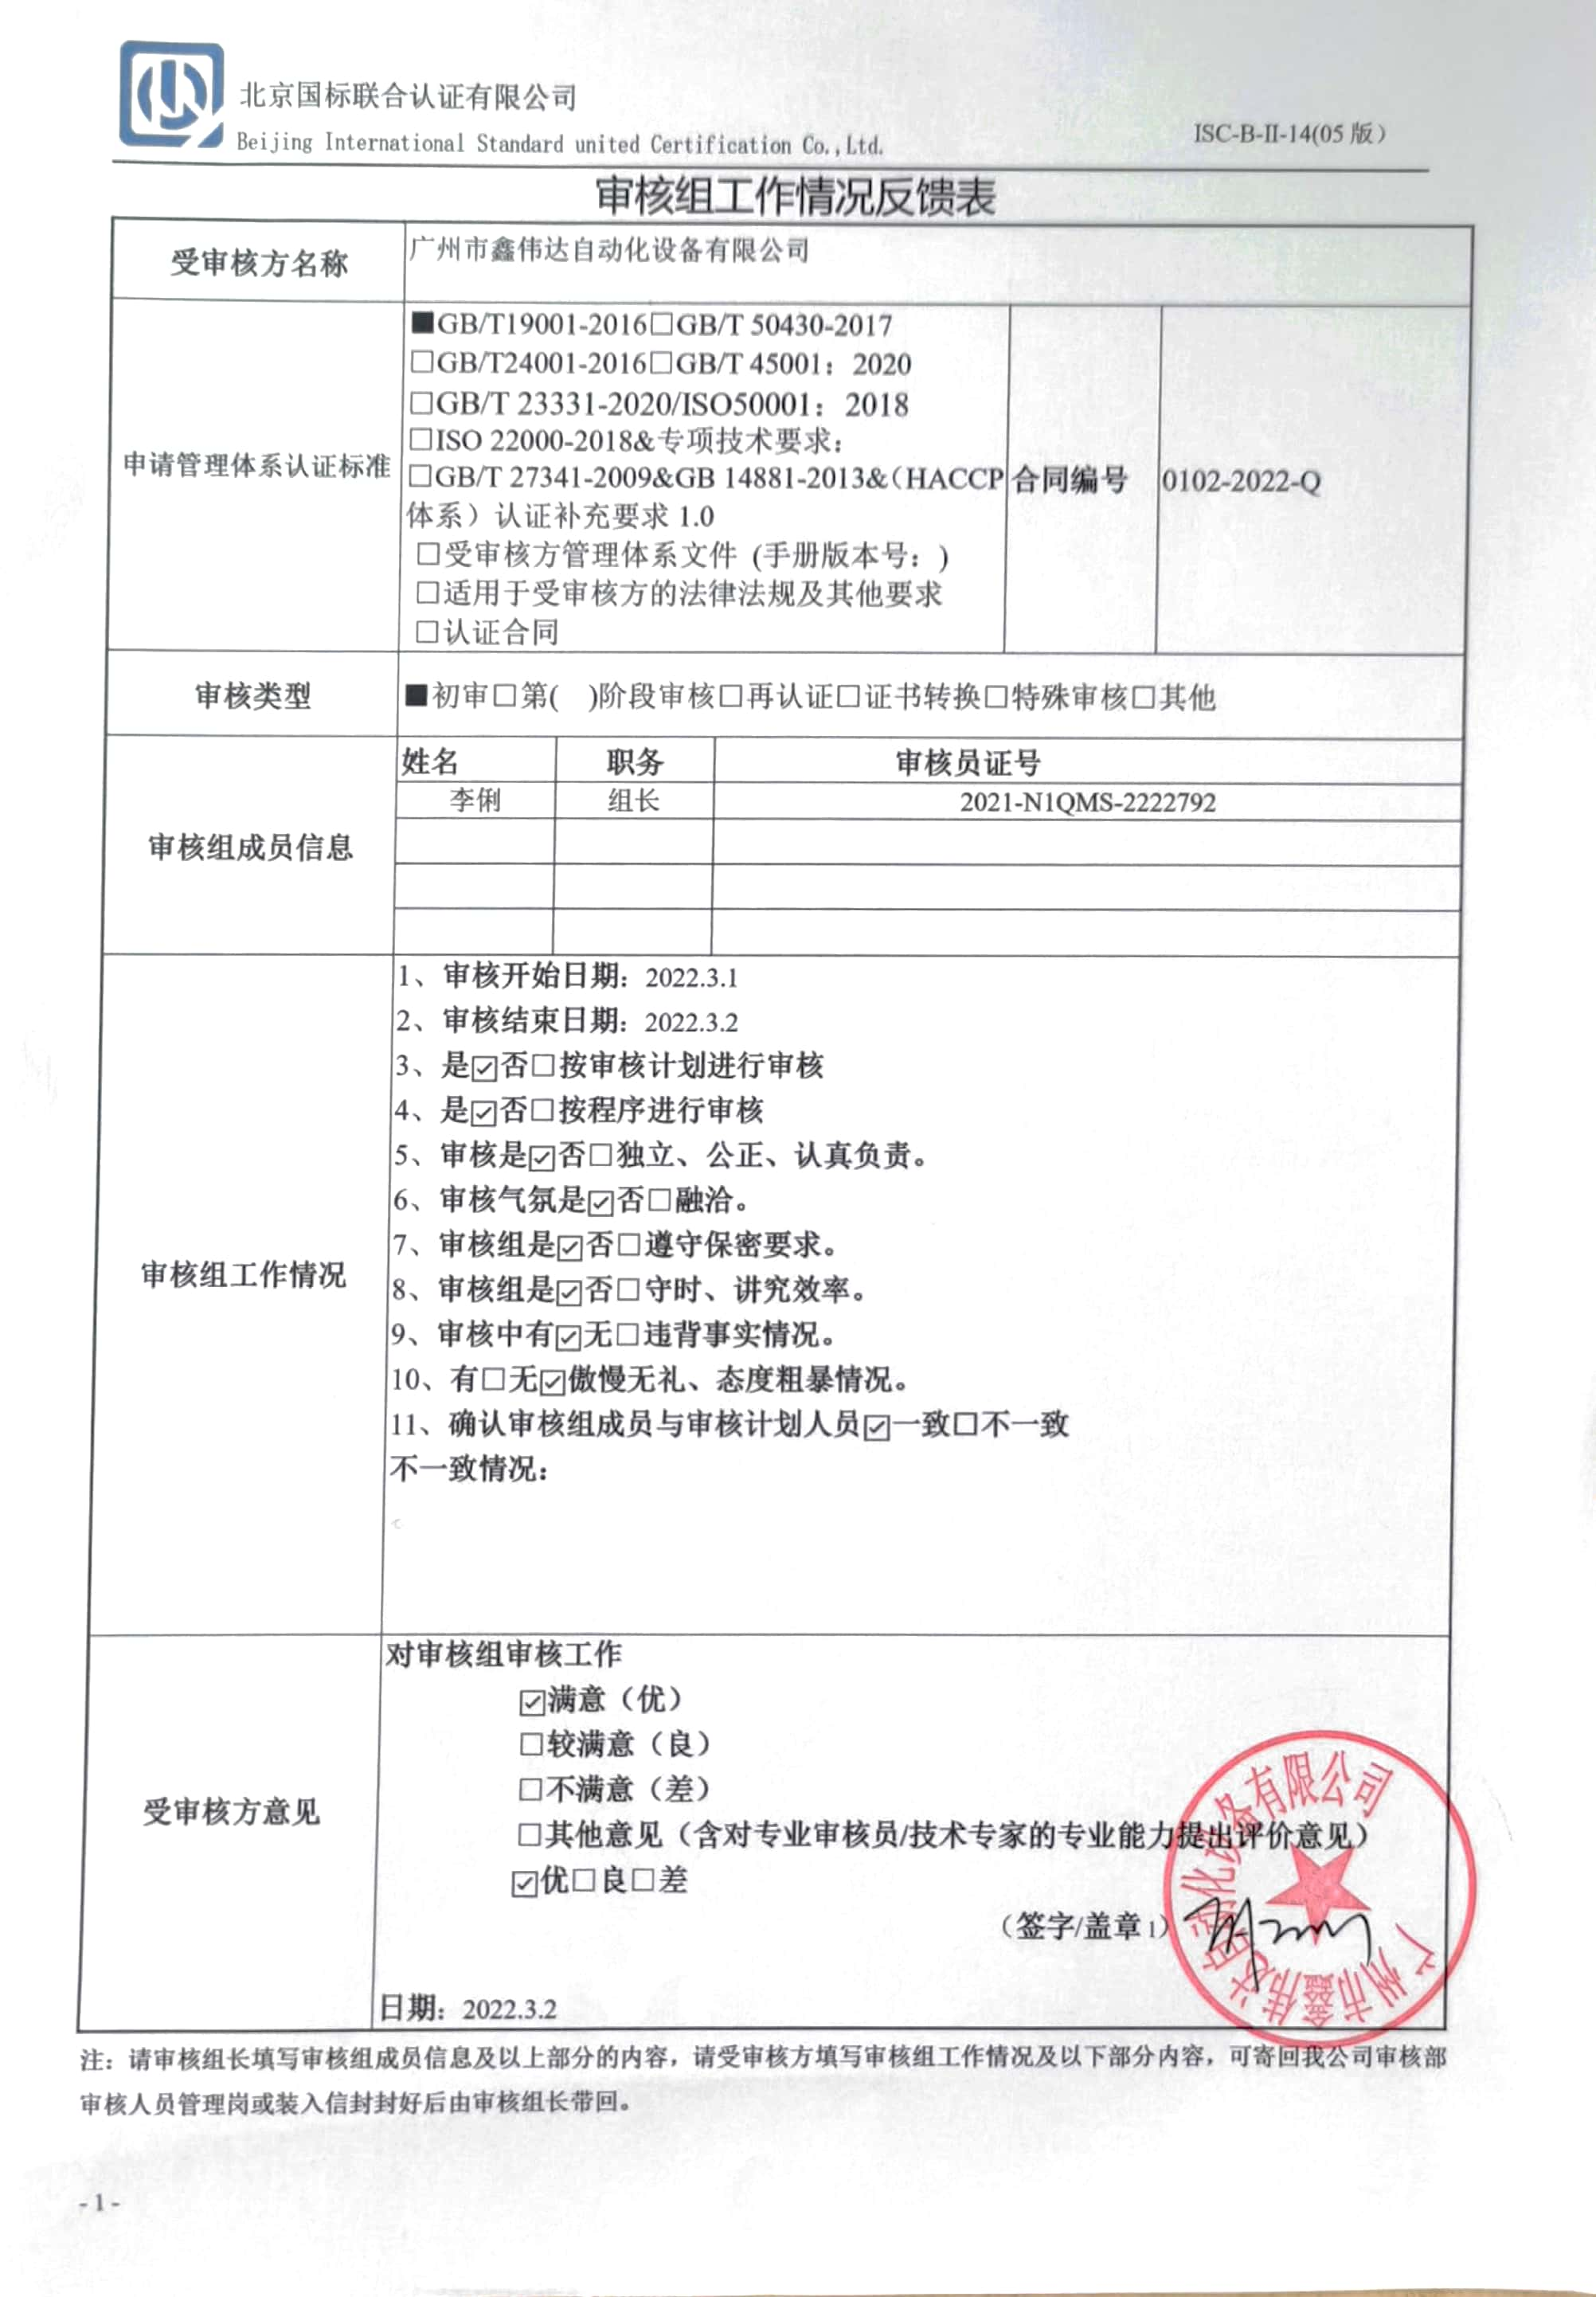 北京国标联合认证有限公司
Beijing International Standard united Certification Co.,Ltd.
ISC-B-II-14(05 版）
审核组工作情况反馈表
受审核方名称
广州市鑫伟达自动化设备有限公司
申请管理体系认证标准
■GB/T19001-2016□GB/T 50430-2017
□GB/T24001-2016□GB/T 45001：2020
□GB/T 23331-2020/ISO50001：2018
□ISO 22000-2018&专项技术要求：
□GB/T 27341-2009&GB 14881-2013&（HACCP
体系）认证补充要求 1.0
□受审核方管理体系文件 (手册版本号：)
□适用于受审核方的法律法规及其他要求
□认证合同
合同编号
0102-2022-Q
审核类型
■初审□第( )阶段审核□再认证□证书转换□特殊审核□其他
审核组成员信息
姓名 职务 审核员证号
李俐 组长 2021-N1QMS-2222792
审核组工作情况
1、审核开始日期：2022.3.1
2、审核结束日期：2022.3.2
3、是☑否□按审核计划进行审核
4、是☑否□按程序进行审核
5、审核是☑否□独立、公正、认真负责。
6、审核气氛是☑否□融洽。
7、审核组是☑否□遵守保密要求。
8、审核组是☑否□守时、讲究效率。
9、审核中有☑无□违背事实情况。
10、有□无☑傲慢无礼、态度粗暴情况。
11、确认审核组成员与审核计划人员☑一致□不一致
不一致情况：
受审核方意见
对审核组审核工作
☑满意（优）
□较满意（良）
□不满意（差）
□其他意见（含对专业审核员/技术专家的专业能力提出评价意见）
☑优□良□差
（签字/盖章 1）
广州市鑫伟达自动化设备有限公司
日期：2022.3.2
注：请审核组长填写审核组成员信息及以上部分的内容，请受审核方填写审核组工作情况及以下部分内容，可寄回我公司审核部
审核人员管理岗或装入信封封好后由审核组长带回。
- 1 -